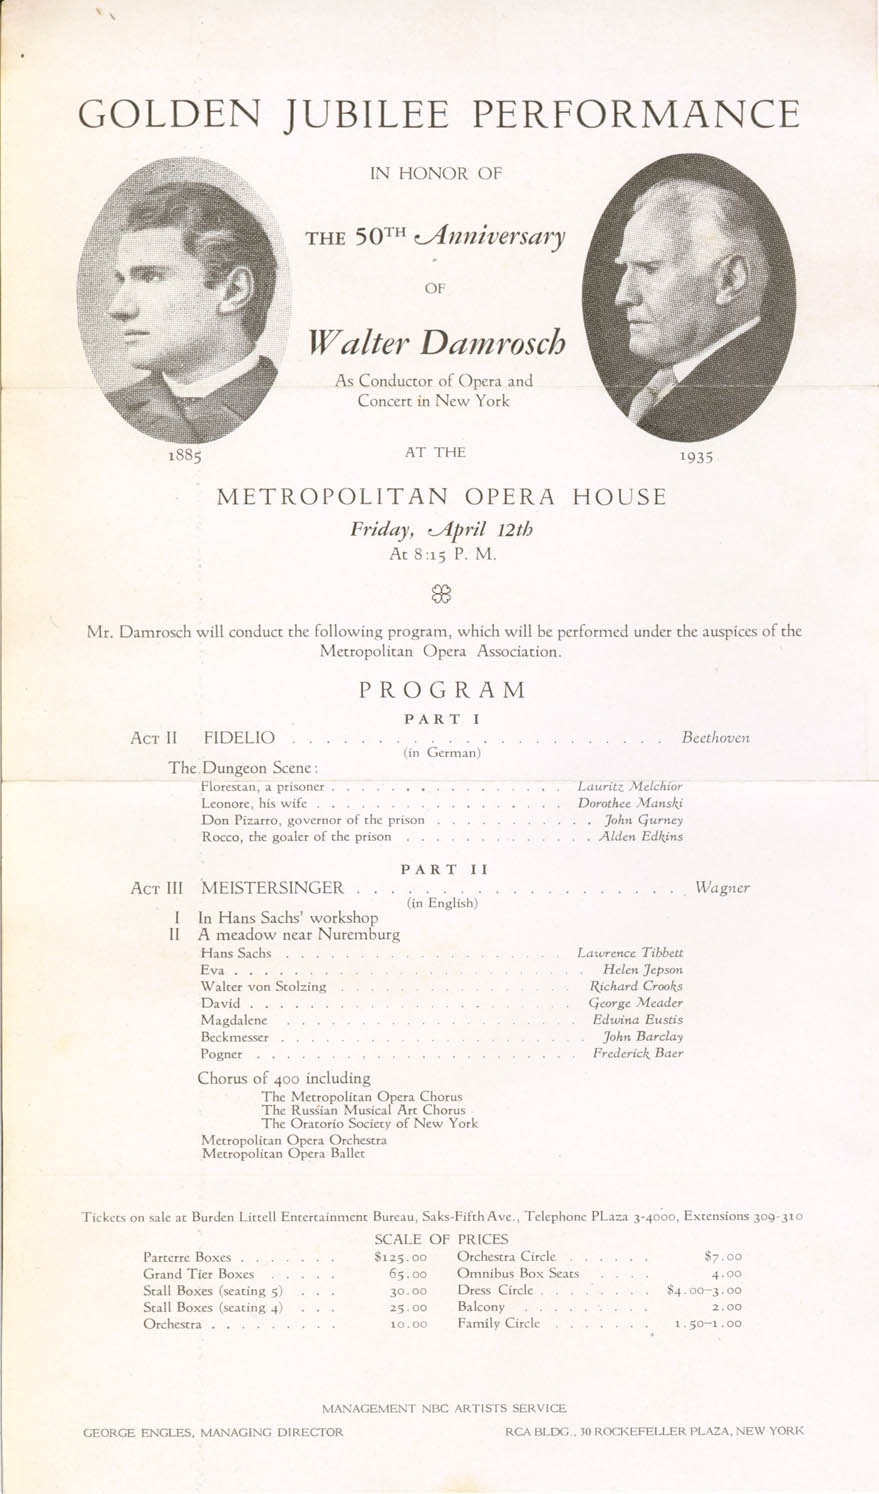 GOLDEN JUBILEE PERFORMANCE
IN HONOR OF
THE 50TH Anniversary
OF
Walter Damrosch
As Conductor of Opera and
Concert in New York
1885
AT THE
1935
METROPOLITAN OPERA HOUSE
Friday, April 12th
At 8:15 P. M.
Mr. Damrosch will conduct the following program, which will be performed under the auspices of the
Metropolitan Opera Association.
PROGRAM
PART I
ACT II FIDELIO . . . . . . . . . . . . . . . . . . . . . . Beethoven
(in German)
The Dungeon Scene:
Florestan, a prisoner . . . . . . . . . . . . . . . . Lauritz Melchior
Leonore, his wife . . . . . . . . . . . . . . . . . Dorothee Manski
Don Pizarro, governor of the prison . . . . . . . . . . . John Gurney
Rocco, the goaler of the prison . . . . . . . . . . . . . Alden Edkins
PART II
ACT III MEISTERSINGER . . . . . . . . . . . . . . . . . . . . Wagner
(in English)
I In Hans Sachs' workshop
II A meadow near Nuremburg
Hans Sachs . . . . . . . . . . . . . . . . . . . Lawrence Tibbett
Eva . . . . . . . . . . . . . . . . . . . . . . . . Helen Jepson
Walter von Stolzing . . . . . . . . . . . . . . . . Richard Crooks
David . . . . . . . . . . . . . . . . . . . . . . George Meader
Magdalene . . . . . . . . . . . . . . . . . . . . Edwina Eustis
Beckmesser . . . . . . . . . . . . . . . . . . . . . John Barclay
Pogner . . . . . . . . . . . . . . . . . . . . . . Frederick Baer
Chorus of 400 including
The Metropolitan Opera Chorus
The Russian Musical Art Chorus
The Oratorio Society of New York
Metropolitan Opera Orchestra
Metropolitan Opera Ballet
Tickets on sale at Burden Littell Entertainment Bureau, Saks-Fifth Ave., Telephone PLaza 3-4000, Extensions 309-310
SCALE OF PRICES
Parterre Boxes . . . . . . . $125.00 Orchestra Circle . . . . . . $7.00
Grand Tier Boxes . . . . . 65.00 Omnibus Box Seats . . . . 4.00
Stall Boxes (seating 5) . . . 30.00 Dress Circle . . . . . . . . $4.00–3.00
Stall Boxes (seating 4) . . . 25.00 Balcony . . . . . . . . . 2.00
Orchestra . . . . . . . . . 10.00 Family Circle . . . . . . . 1.50–1.00
MANAGEMENT NBC ARTISTS SERVICE
GEORGE ENGLES, MANAGING DIRECTOR RCA BLDG., 30 ROCKEFELLER PLAZA, NEW YORK